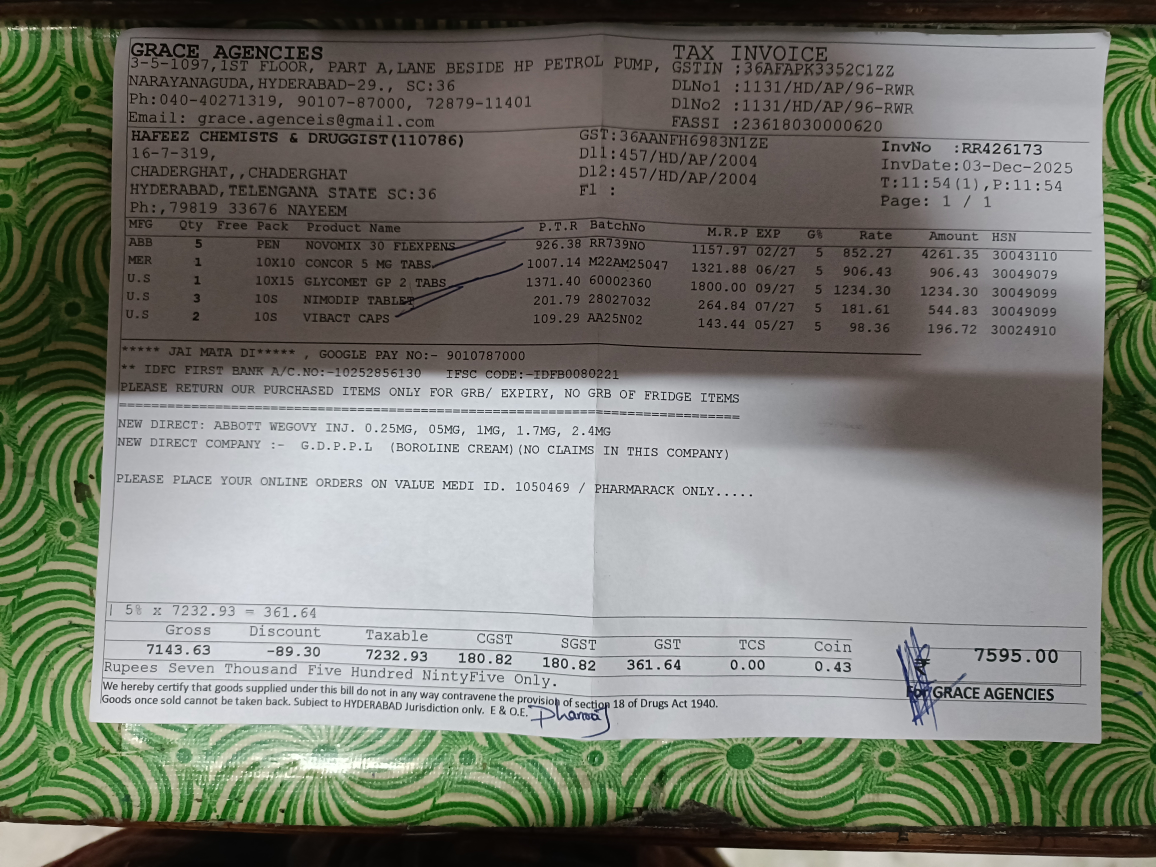 GRACE AGENCIES TAX INVOICE
3-5-1097,1ST FLOOR, PART A,LANE BESIDE HP PETROL PUMP, GSTIN :36AFAPK3352C1ZZ
NARAYANAGUDA,HYDERABAD-29., SC:36 DLNo1 :1131/HD/AP/96-RWR
Ph:040-40271319, 90107-87000, 72879-11401 DlNo2 :1131/HD/AP/96-RWR
Email: grace.agenceis@gmail.com FASSI :23618030000620
HAFEEZ CHEMISTS & DRUGGIST(110786) GST:36AANFH6983N1ZE InvNo :RR426173
16-7-319, Dl1:457/HD/AP/2004 InvDate:03-Dec-2025
CHADERGHAT,,CHADERGHAT Dl2:457/HD/AP/2004 T:11:54(1),P:11:54
HYDERABAD,TELENGANA STATE SC:36 Fl : Page: 1 / 1
Ph:,79819 33676 NAYEEM
MFG Qty Free Pack Product Name P.T.R BatchNo M.R.P EXP G% Rate Amount HSN
ABB 5 PEN NOVOMIX 30 FLEXPENS 926.38 RR739NO 1157.97 02/27 5 852.27 4261.35 30043110
MER 1 10X10 CONCOR 5 MG TABS 1007.14 M22AM25047 1321.88 06/27 5 906.43 906.43 30049079
U.S 1 10X15 GLYCOMET GP 2 TABS 1371.40 60002360 1800.00 09/27 5 1234.30 1234.30 30049099
U.S 3 10S NIMODIP TABLET 201.79 28027032 264.84 07/27 5 181.61 544.83 30049099
U.S 2 10S VIBACT CAPS 109.29 AA25N02 143.44 05/27 5 98.36 196.72 30024910
***** JAI MATA DI***** , GOOGLE PAY NO:- 9010787000
** IDFC FIRST BANK A/C.NO:-10252856130 IFSC CODE:-IDFB0080221
PLEASE RETURN OUR PURCHASED ITEMS ONLY FOR GRB/ EXPIRY, NO GRB OF FRIDGE ITEMS
NEW DIRECT: ABBOTT WEGOVY INJ. 0.25MG, 05MG, 1MG, 1.7MG, 2.4MG
NEW DIRECT COMPANY :- G.D.P.P.L (BOROLINE CREAM)(NO CLAIMS IN THIS COMPANY)
PLEASE PLACE YOUR ONLINE ORDERS ON VALUE MEDI ID. 1050469 / PHARMARACK ONLY.....
| 5% x 7232.93 = 361.64
Gross Discount Taxable CGST SGST GST TCS Coin
7143.63 -89.30 7232.93 180.82 180.82 361.64 0.00 0.43 7595.00
Rupees Seven Thousand Five Hundred NintyFive Only.
We hereby certify that goods supplied under this bill do not in any way contravene the provision of section 18 of Drugs Act 1940. For GRACE AGENCIES
Goods once sold cannot be taken back. Subject to HYDERABAD Jurisdiction only. E & O.E.